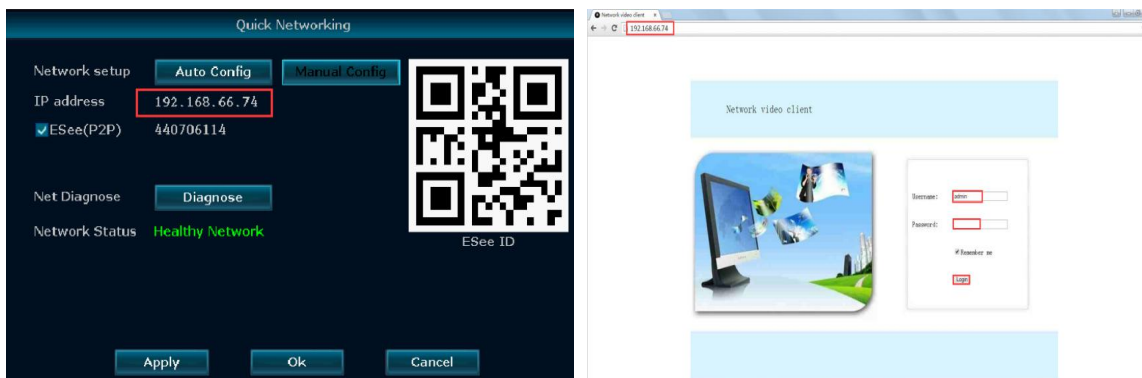 Quick Networking
Network setup Auto Config Manual Config
IP address 192.168.66.74
ESee(P2P) 440706114
Net Diagnose Diagnose
Network Status Healthy Network
ESee ID
Apply Ok Cancel
Network video client x
192.168.66.74
Network video client
Username: admin
Password:
Remember me
Login